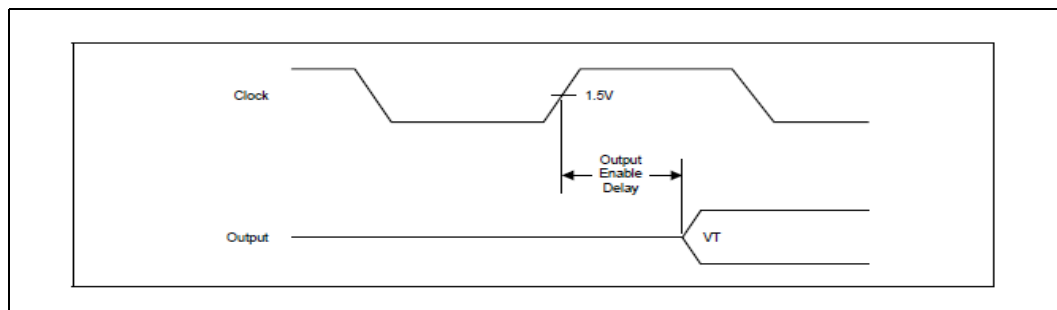 Clock
1.5V
Output
Enable
Delay
Output
VT